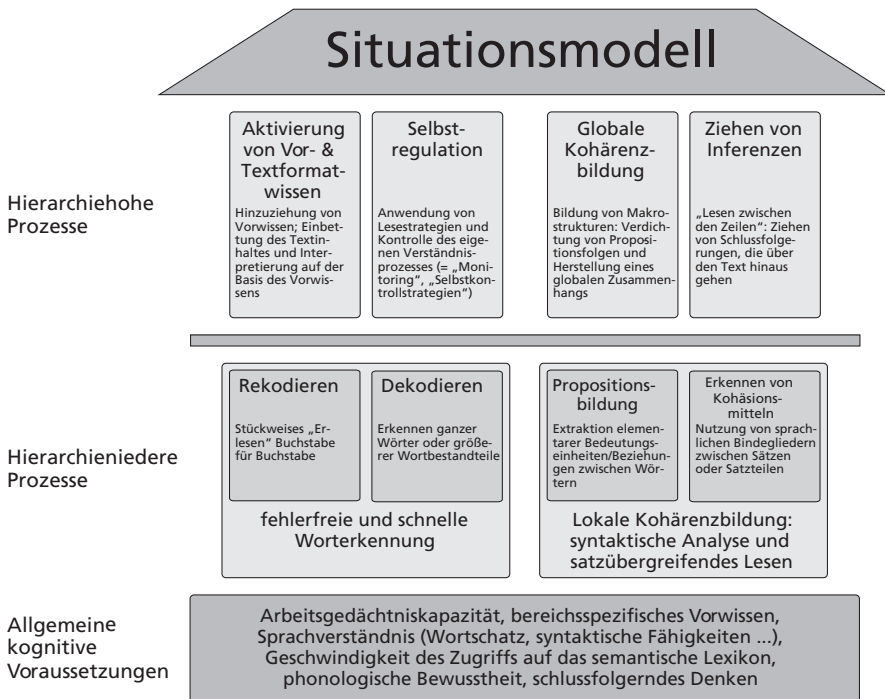 Situationsmodell
Hierarchiehohe
Prozesse
Aktivierung
von Vor- &
Textformat-
wissen
Hinzuziehung von
Vorwissen; Einbet-
tung des Textin-
haltes und Inter-
pretierung auf der
Basis des Vorwis-
sens
Selbst-
regulation
Anwendung von
Lesestrategien und
Kontrolle des eige-
nen Verständnis-
prozesses (= „Moni-
toring“, „Selbstkon-
trollstrategien“)
Globale
Kohärenz-
bildung
Bildung von Makro-
strukturen: Verdich-
tung von Proposi-
tionsfolgen und
Herstellung eines
globalen Zusammen-
hangs
Ziehen von
Inferenzen
„Lesen zwischen
den Zeilen“: Ziehen
von Schlussfolge-
rungen, die über
den Text hinaus
gehen
Hierarchieniedere
Prozesse
Rekodieren
Stückweises „Er-
lesen“ Buchstabe
für Buchstabe
Dekodieren
Erkennen ganzer
Wörter oder größe-
rer Wortbestandteile
fehlerfreie und schnelle
Worterkennung
Propositions-
bildung
Extraktion elemen-
tarer Bedeutungs-
einheiten/Beziehun-
gen zwischen Wör-
tern
Erkennen von
Kohäsions-
mitteln
Nutzung von sprach-
lichen Bindegliedern
zwischen Sätzen
oder Satzteilen
Lokale Kohärenzbildung:
syntaktische Analyse und
satzübergreifendes Lesen
Allgemeine
kognitive
Voraussetzungen
Arbeitsgedächtniskapazität, bereichsspezifisches Vorwissen,
Sprachverständnis (Wortschatz, syntaktische Fähigkeiten ...),
Geschwindigkeit des Zugriffs auf das semantische Lexikon,
phonologische Bewusstheit, schlussfolgerndes Denken